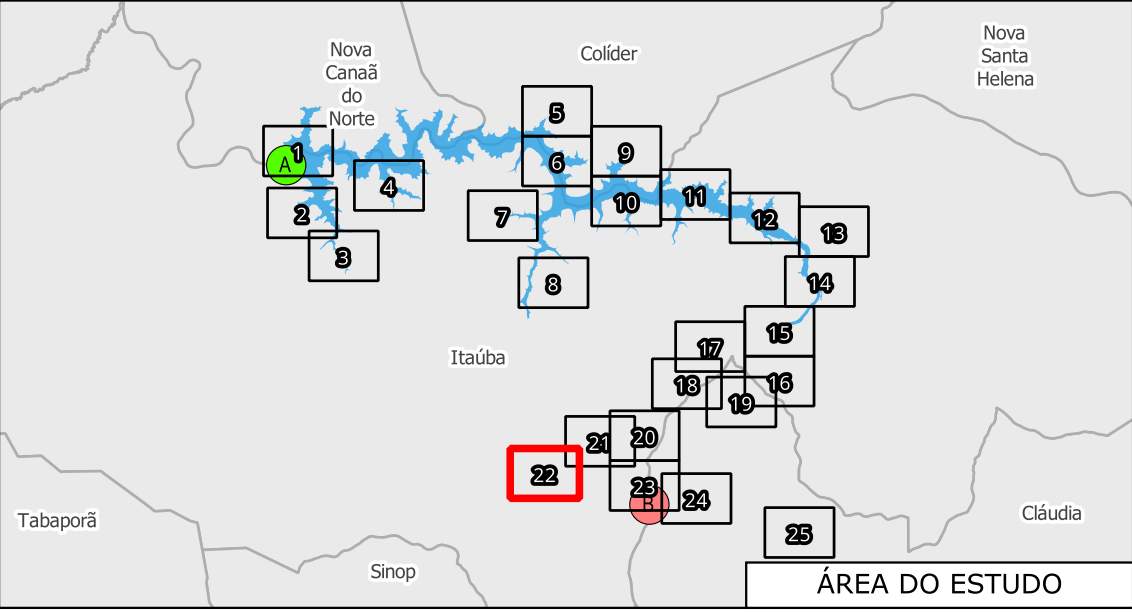 Nova
Canaã
do
Norte
Colíder
Nova
Santa
Helena
5
1
A
9
6
4
11
10
2
7
12
13
3
8
14
15
17
Itaúba
18
16
19
20
21
22
23
B
24
Tabaporã
25
Cláudia
Sinop
ÁREA DO ESTUDO